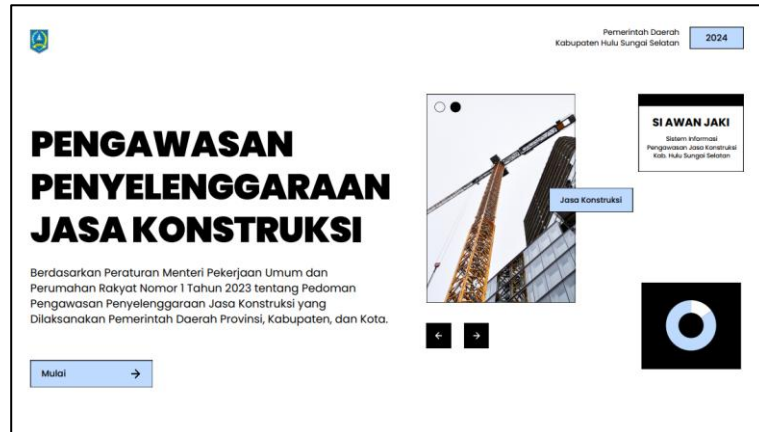 Pemerintah Daerah
Kabupaten Hulu Sungai Selatan
2024
PENGAWASAN
PENYELENGGARAAN
JASA KONSTRUKSI
Berdasarkan Peraturan Menteri Pekerjaan Umum dan
Perumahan Rakyat Nomor 1 Tahun 2023 tentang Pedoman
Pengawasan Penyelenggaraan Jasa Konstruksi yang
Dilaksanakan Pemerintah Daerah Provinsi, Kabupaten, dan Kota.
Mulai
Jasa Konstruksi
SI AWAN JAKI
Sistem Informasi
Pengawasan Jasa Konstruksi
Kab. Hulu Sungai Selatan